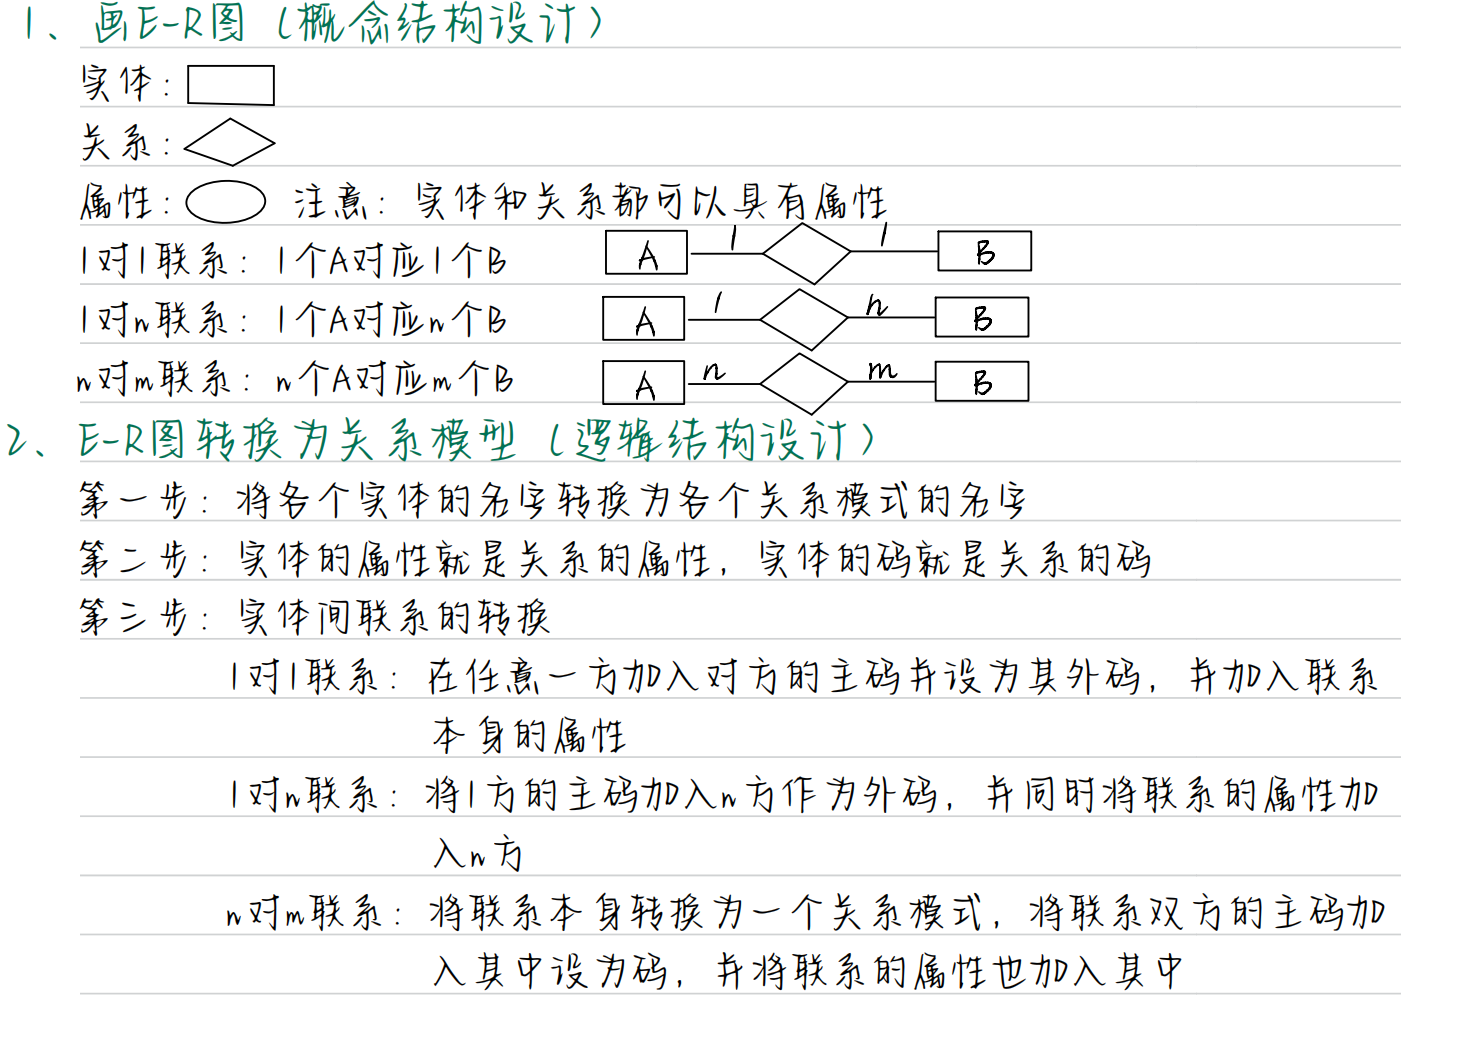 1、画E-R图（概念结构设计）
实体：
关系：
属性： 注意：实体和关系都可以具有属性
1对1联系：1个A对应1个B A 1 1 B
1对n联系：1个A对应n个B A 1 n B
n对m联系：n个A对应m个B A n m B
2、E-R图转换为关系模型（逻辑结构设计）
第一步：将各个实体的名字转换为各个关系模式的名字
第二步：实体的属性就是关系的属性，实体的码就是关系的码
第三步：实体间联系的转换
1对1联系：在任意一方加入对方的主码并设为其外码，并加入联系
本身的属性
1对n联系：将1方的主码加入n方作为外码，并同时将联系的属性加
入n方
n对m联系：将联系本身转换为一个关系模式，将联系双方的主码加
入其中设为码，并将联系的属性也加入其中